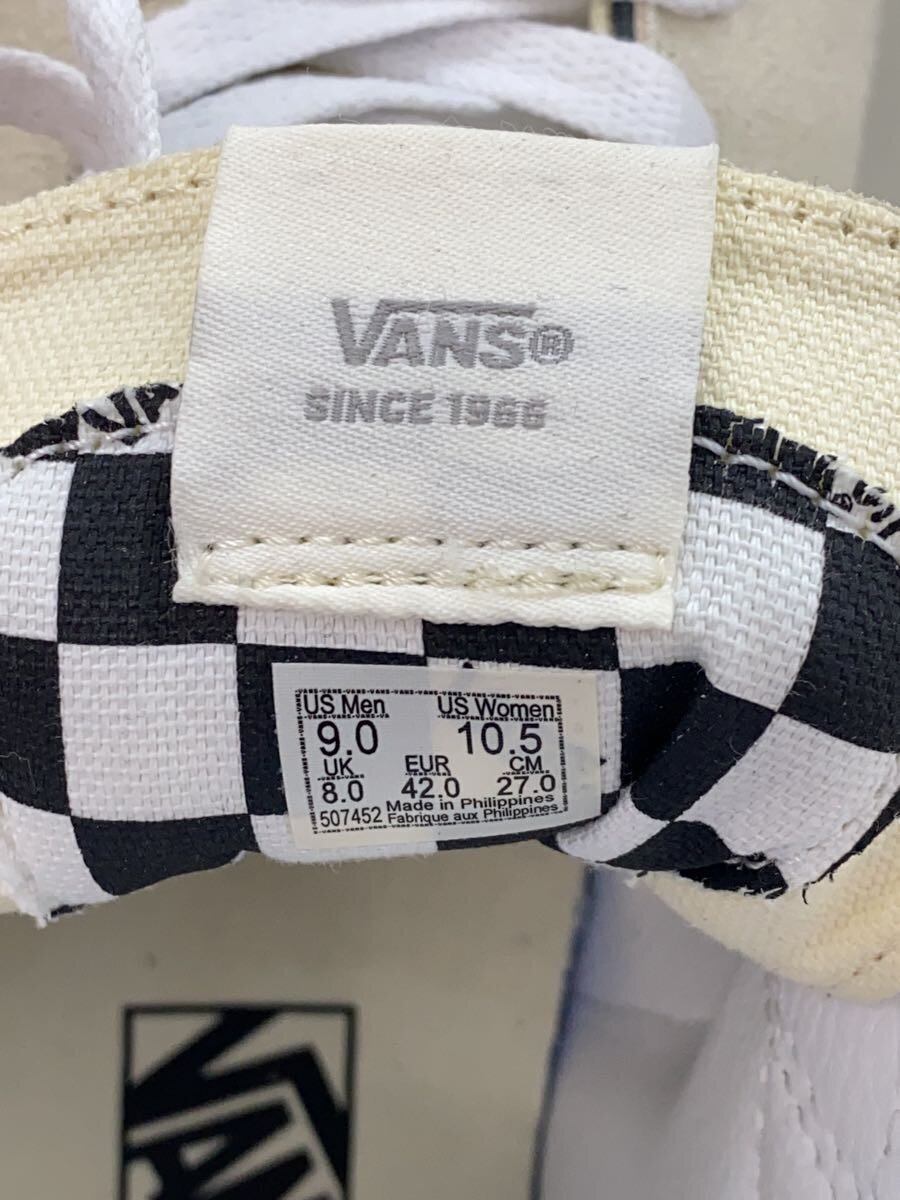 VANS®
SINCE 1966
US Men US Women
9.0 10.5
UK EUR CM
8.0 42.0 27.0
507452 Made in Philippines
Fabrique aux Philippines
VANS